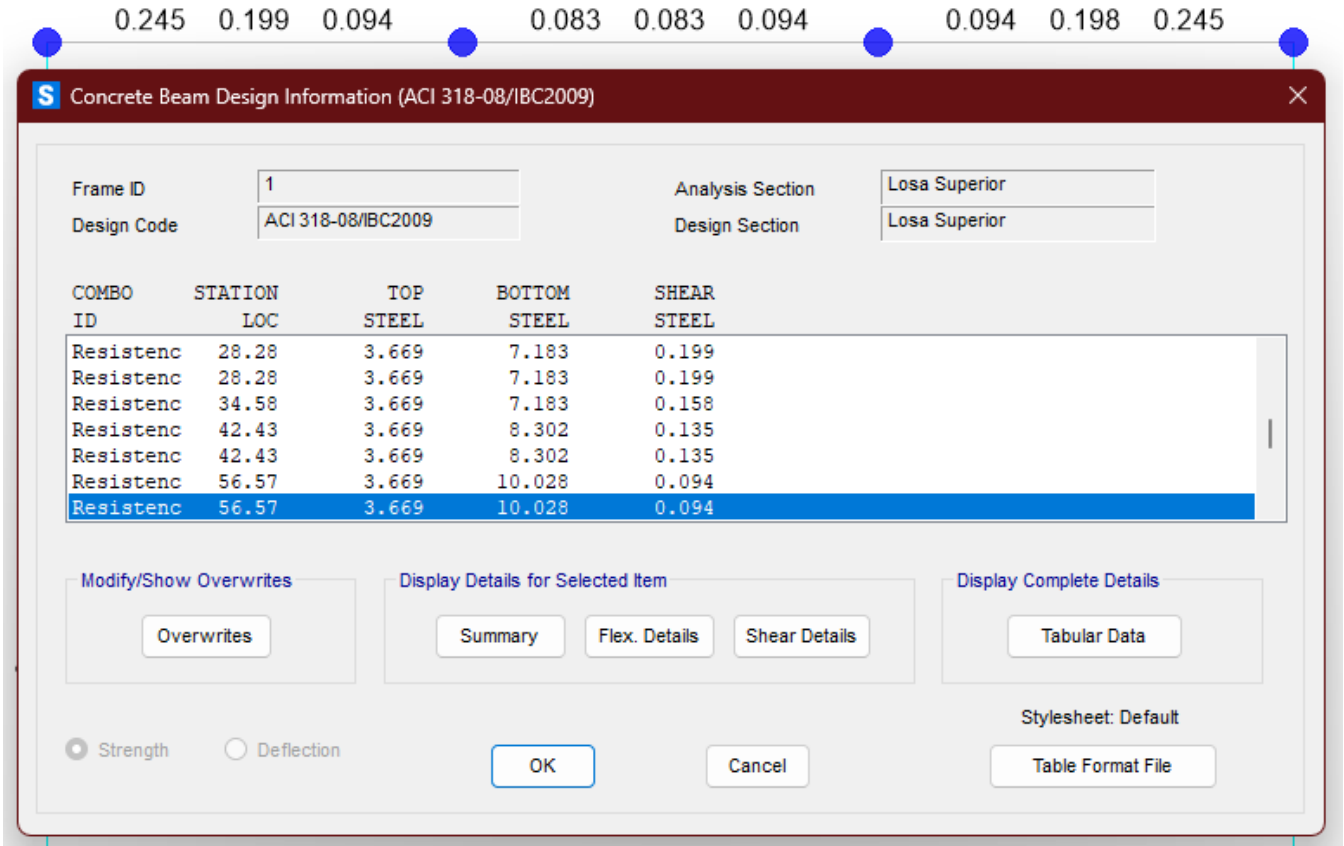 0.245 0.199 0.094 0.083 0.083 0.094 0.094 0.198 0.245
S Concrete Beam Design Information (ACI 318-08/IBC2009)
Frame ID 1 Analysis Section Losa Superior
Design Code ACI 318-08/IBC2009 Design Section Losa Superior
COMBO STATION TOP BOTTOM SHEAR
ID LOC STEEL STEEL STEEL
Resistenc 28.28 3.669 7.183 0.199
Resistenc 28.28 3.669 7.183 0.199
Resistenc 34.58 3.669 7.183 0.158
Resistenc 42.43 3.669 8.302 0.135
Resistenc 42.43 3.669 8.302 0.135
Resistenc 56.57 3.669 10.028 0.094
Resistenc 56.57 3.669 10.028 0.094
Modify/Show Overwrites Display Details for Selected Item Display Complete Details
Overwrites Summary Flex. Details Shear Details Tabular Data
Stylesheet: Default
Strength Deflection OK Cancel Table Format File